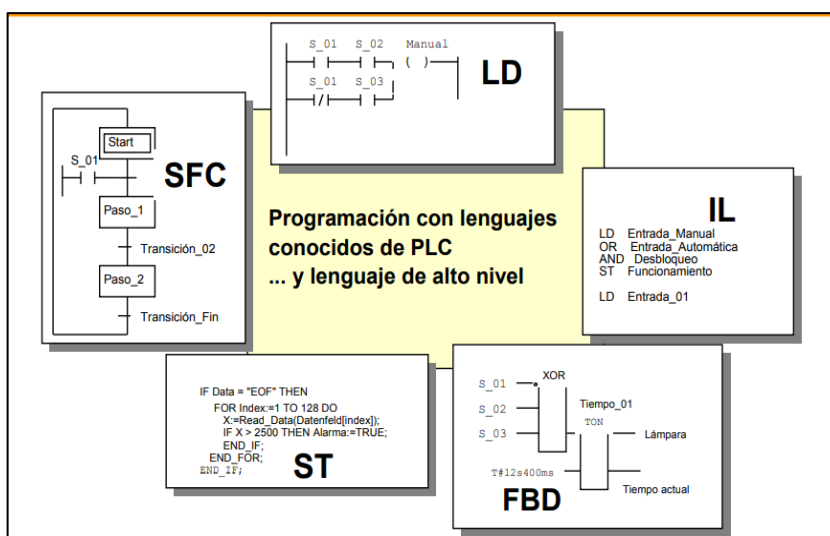 S_01 S_02 Manual
( )
S_01 S_03
LD
Start
S_01
SFC
Paso_1
Transición_02
Paso_2
Transición_Fin
Programación con lenguajes
conocidos de PLC
... y lenguaje de alto nivel
IL
LD Entrada_Manual
OR Entrada_Automática
AND Desbloqueo
ST Funcionamiento
LD Entrada_01
IF Data = "EOF" THEN
FOR Index:=1 TO 128 DO
X:=Read_Data(Datenfeld[index]);
IF X > 2500 THEN Alarma:=TRUE;
END_IF;
END_FOR;
END_IF;
ST
XOR
S_01
S_02
S_03
Tiempo_01
TON
Lámpara
T#12s400ms
Tiempo actual
FBD